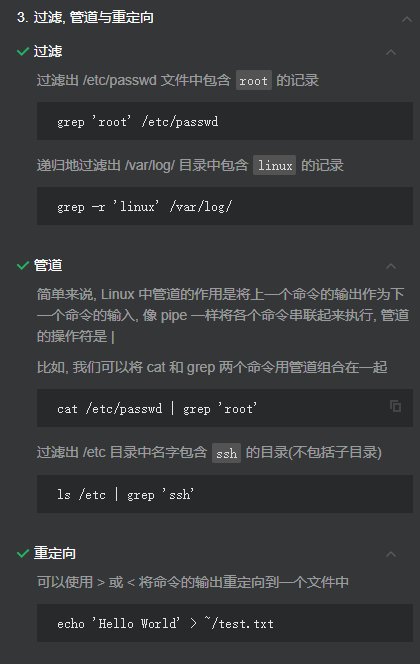 3. 过滤, 管道与重定向
过滤
过滤出 /etc/passwd 文件中包含 root 的记录
grep 'root' /etc/passwd
递归地过滤出 /var/log/ 目录中包含 linux 的记录
grep -r 'linux' /var/log/
管道
简单来说, Linux 中管道的作用是将上一个命令的输出作为下
一个命令的输入, 像 pipe 一样将各个命令串联起来执行, 管道
的操作符是 |
比如, 我们可以将 cat 和 grep 两个命令用管道组合在一起
cat /etc/passwd | grep 'root'
过滤出 /etc 目录中名字包含 ssh 的目录(不包括子目录)
ls /etc | grep 'ssh'
重定向
可以使用 > 或 < 将命令的输出重定向到一个文件中
echo 'Hello World' > ~/test.txt